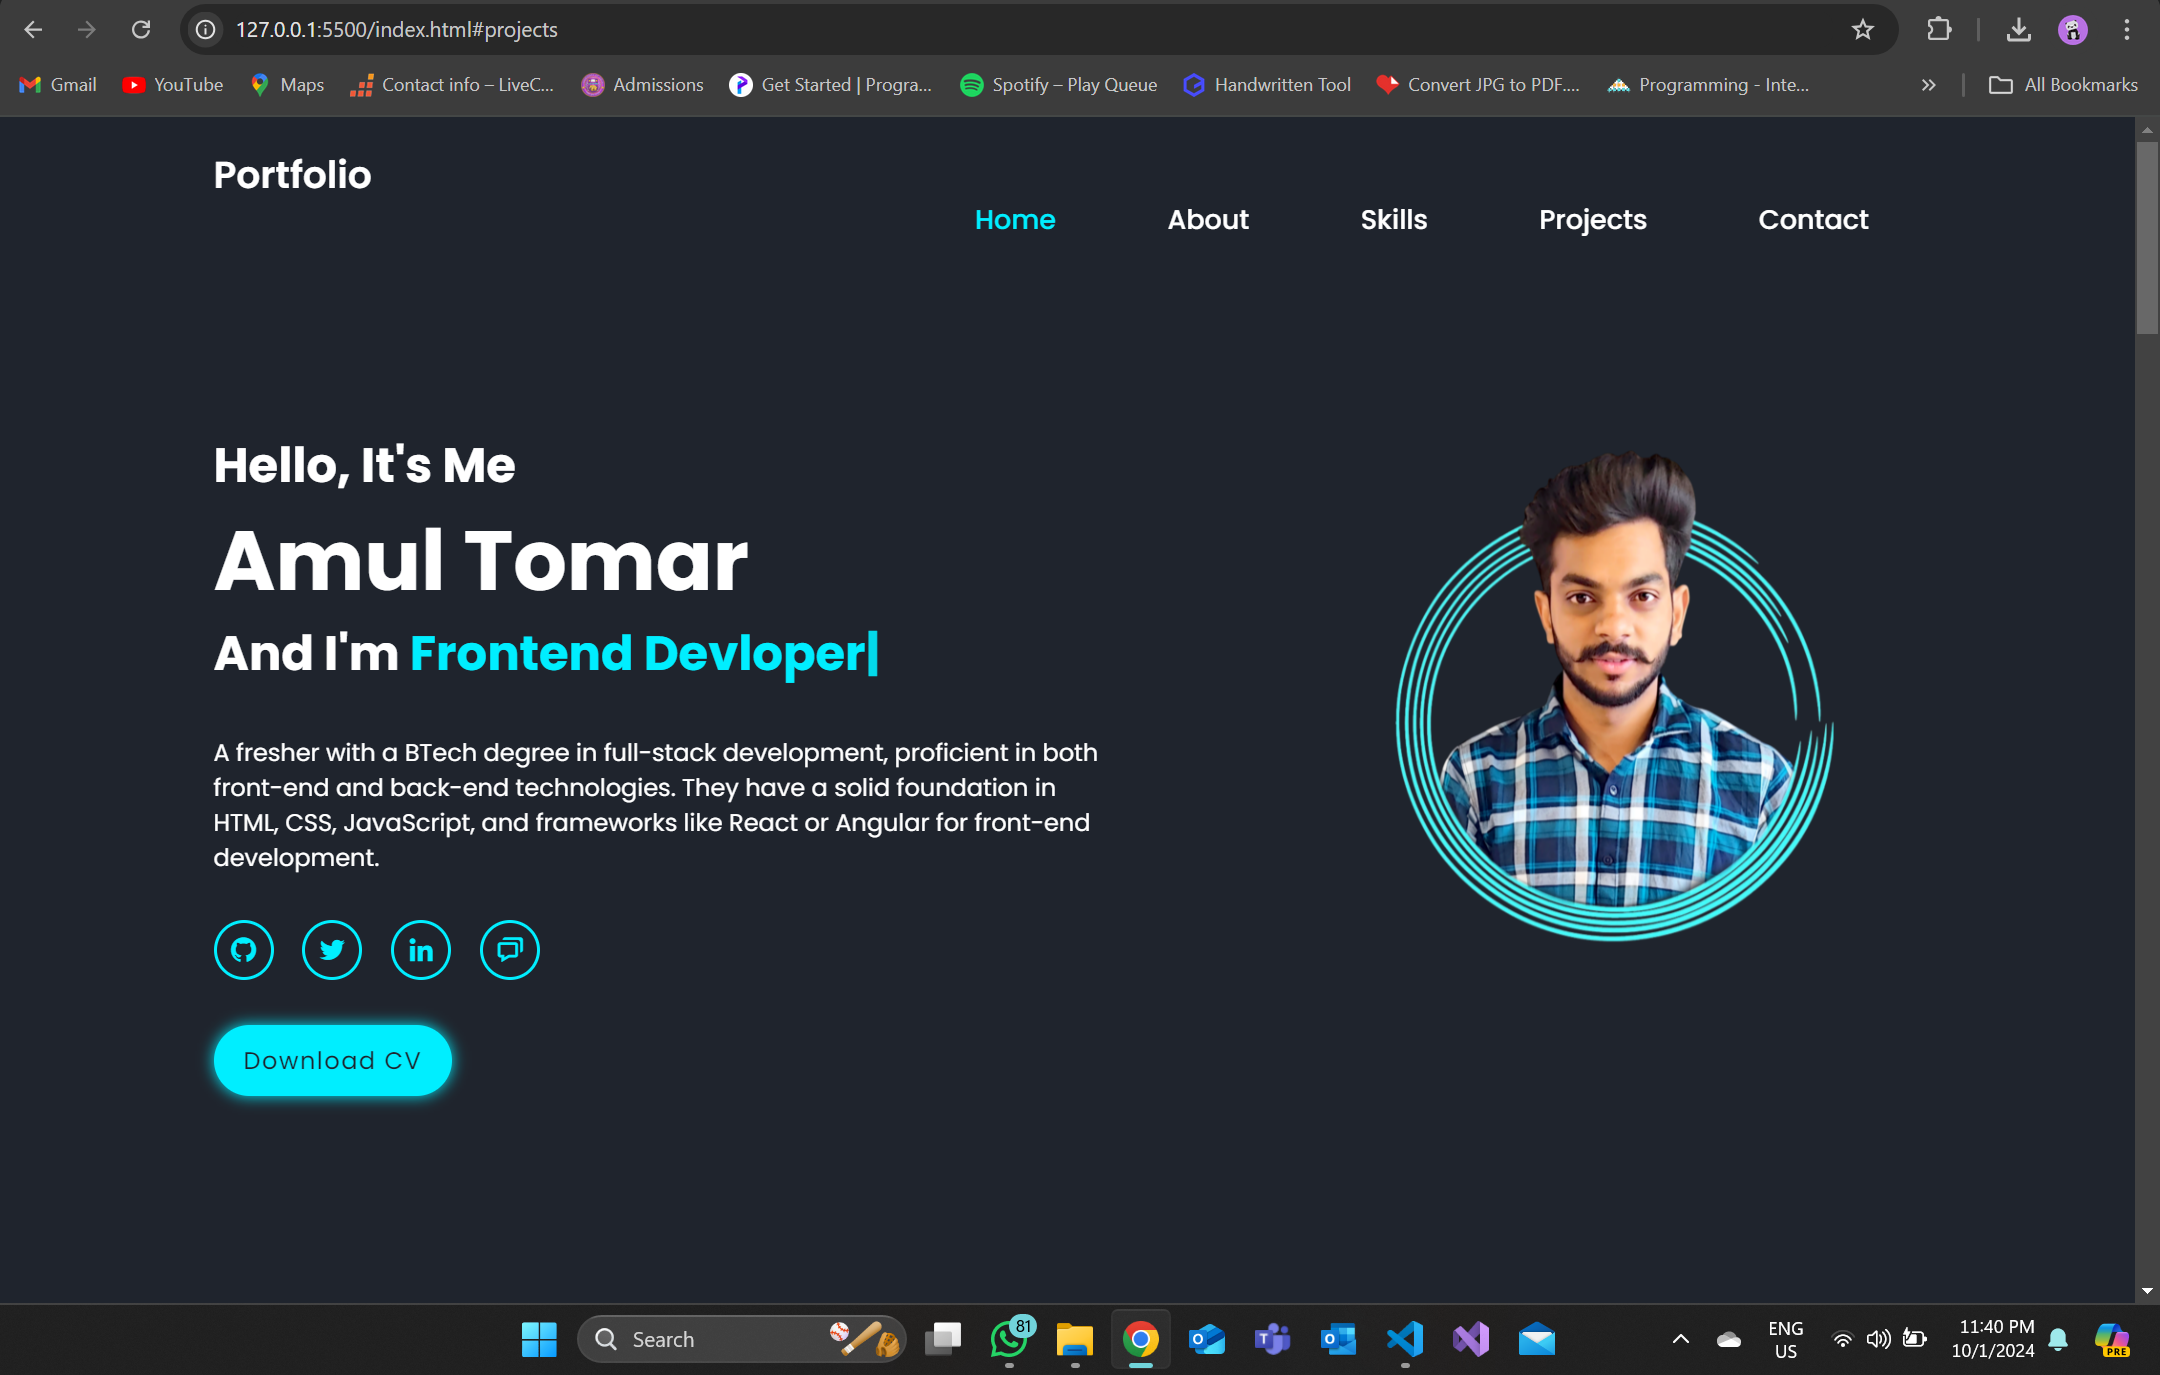 127.0.0.1:5500/index.html#projects
Gmail YouTube Maps Contact info – LiveC... Admissions Get Started | Progra... Spotify – Play Queue Handwritten Tool Convert JPG to PDF.... Programming - Inte... » All Bookmarks
Portfolio
Home About Skills Projects Contact
Hello, It's Me
Amul Tomar
And I'm Frontend Devloper|
A fresher with a BTech degree in full-stack development, proficient in both
front-end and back-end technologies. They have a solid foundation in
HTML, CSS, JavaScript, and frameworks like React or Angular for front-end
development.
Download CV
Search
81
ENG
US
11:40 PM
10/1/2024
PRE